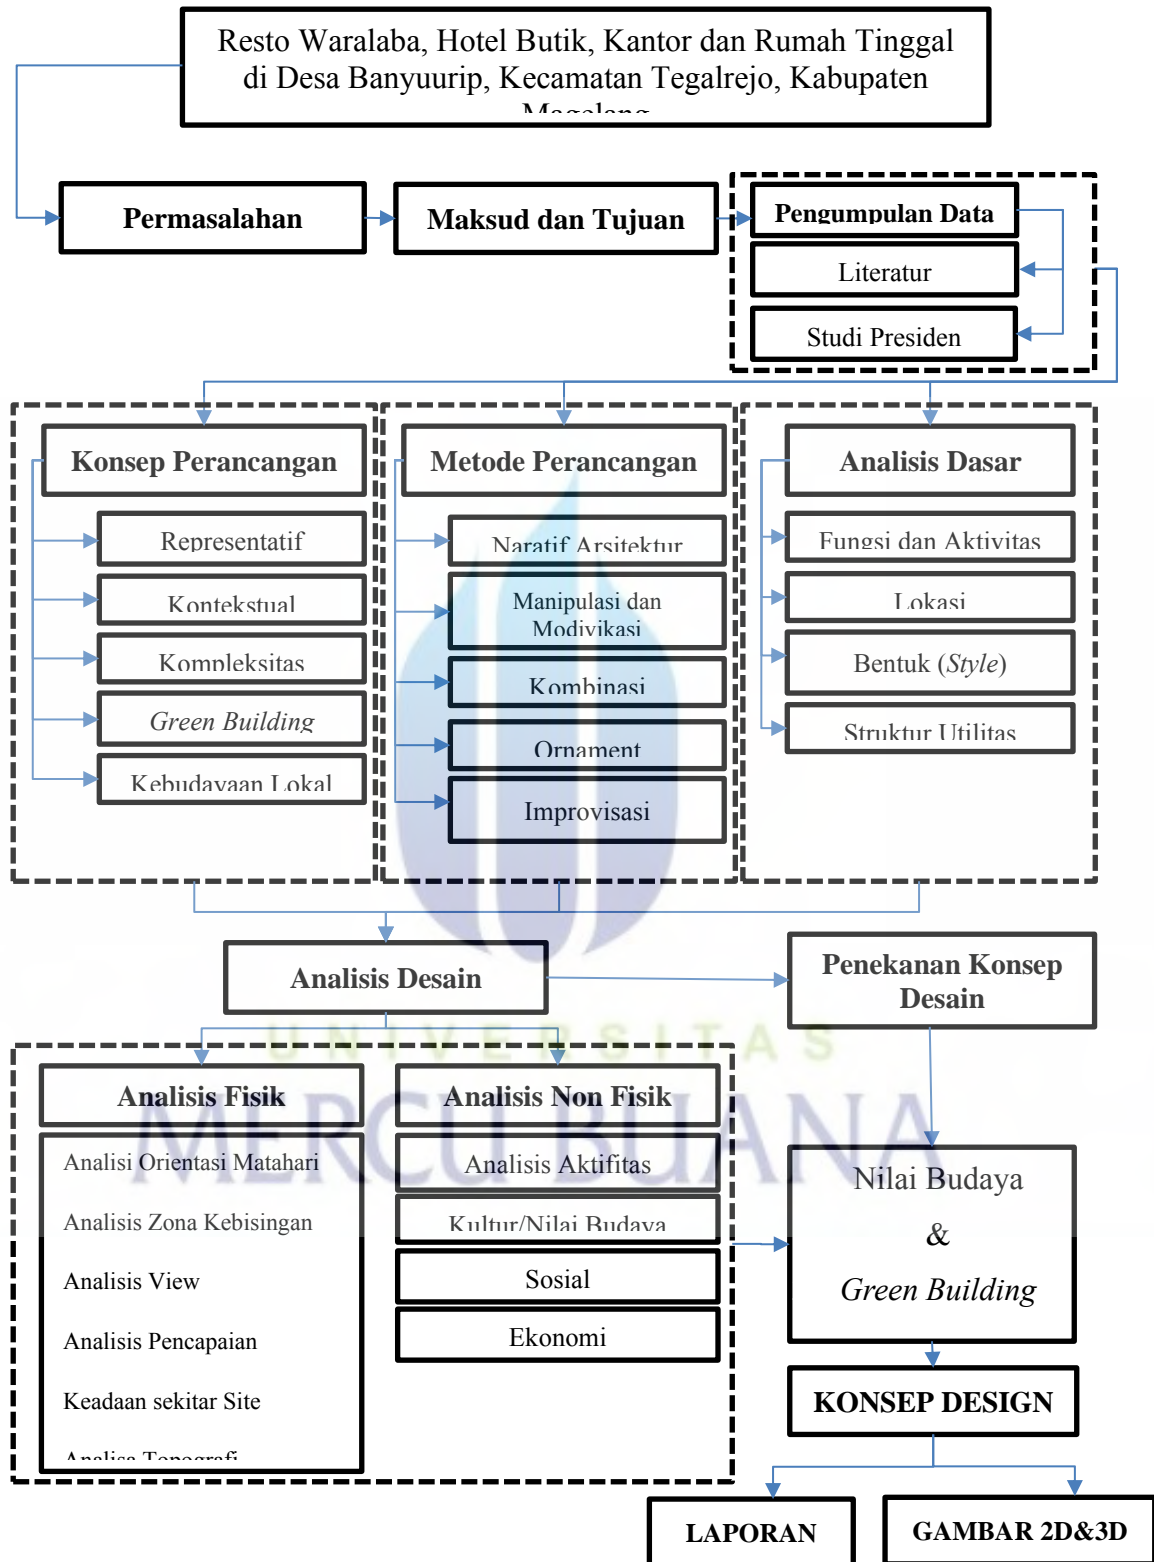 Resto Waralaba, Hotel Butik, Kantor dan Rumah Tinggal
di Desa Banyuurip, Kecamatan Tegalrejo, Kabupaten
Magelang
Permasalahan
Maksud dan Tujuan
Pengumpulan Data
Literatur
Studi Presiden
Konsep Perancangan
Representatif
Kontekstual
Kompleksitas
Green Building
Kebudayaan Lokal
Metode Perancangan
Naratif Arsitektur
Manipulasi dan
Modivikasi
Kombinasi
Ornament
Improvisasi
Analisis Dasar
Fungsi dan Aktivitas
Lokasi
Bentuk (Style)
Struktur Utilitas
Analisis Desain
Penekanan Konsep
Desain
UNIVERSITAS
MERCU BUANA
Analisis Fisik
Analisi Orientasi Matahari
Analisis Zona Kebisingan
Analisis View
Analisis Pencapaian
Keadaan sekitar Site
Analisa Topografi
Analisis Non Fisik
Analisis Aktifitas
Kultur/Nilai Budaya
Sosial
Ekonomi
Nilai Budaya
&
Green Building
KONSEP DESIGN
LAPORAN
GAMBAR 2D&3D